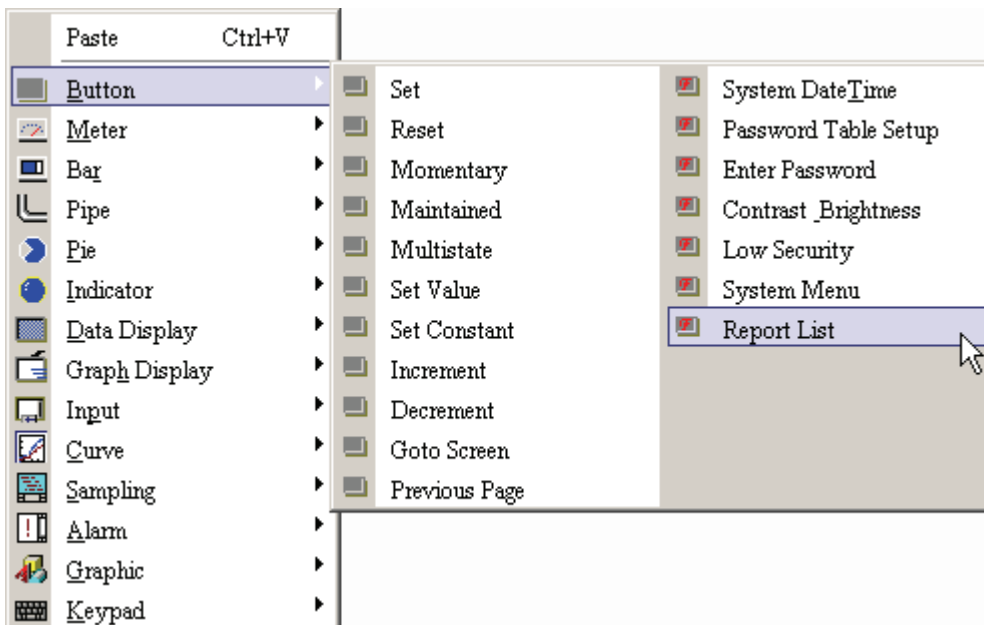 Paste Ctrl+V
Button
Meter
Bar
Pipe
Pie
Indicator
Data Display
Graph Display
Input
Curve
Sampling
Alarm
Graphic
Keypad
Set
Reset
Momentary
Maintained
Multistate
Set Value
Set Constant
Increment
Decrement
Goto Screen
Previous Page
System DateTime
Password Table Setup
Enter Password
Contrast _Brightness
Low Security
System Menu
Report List